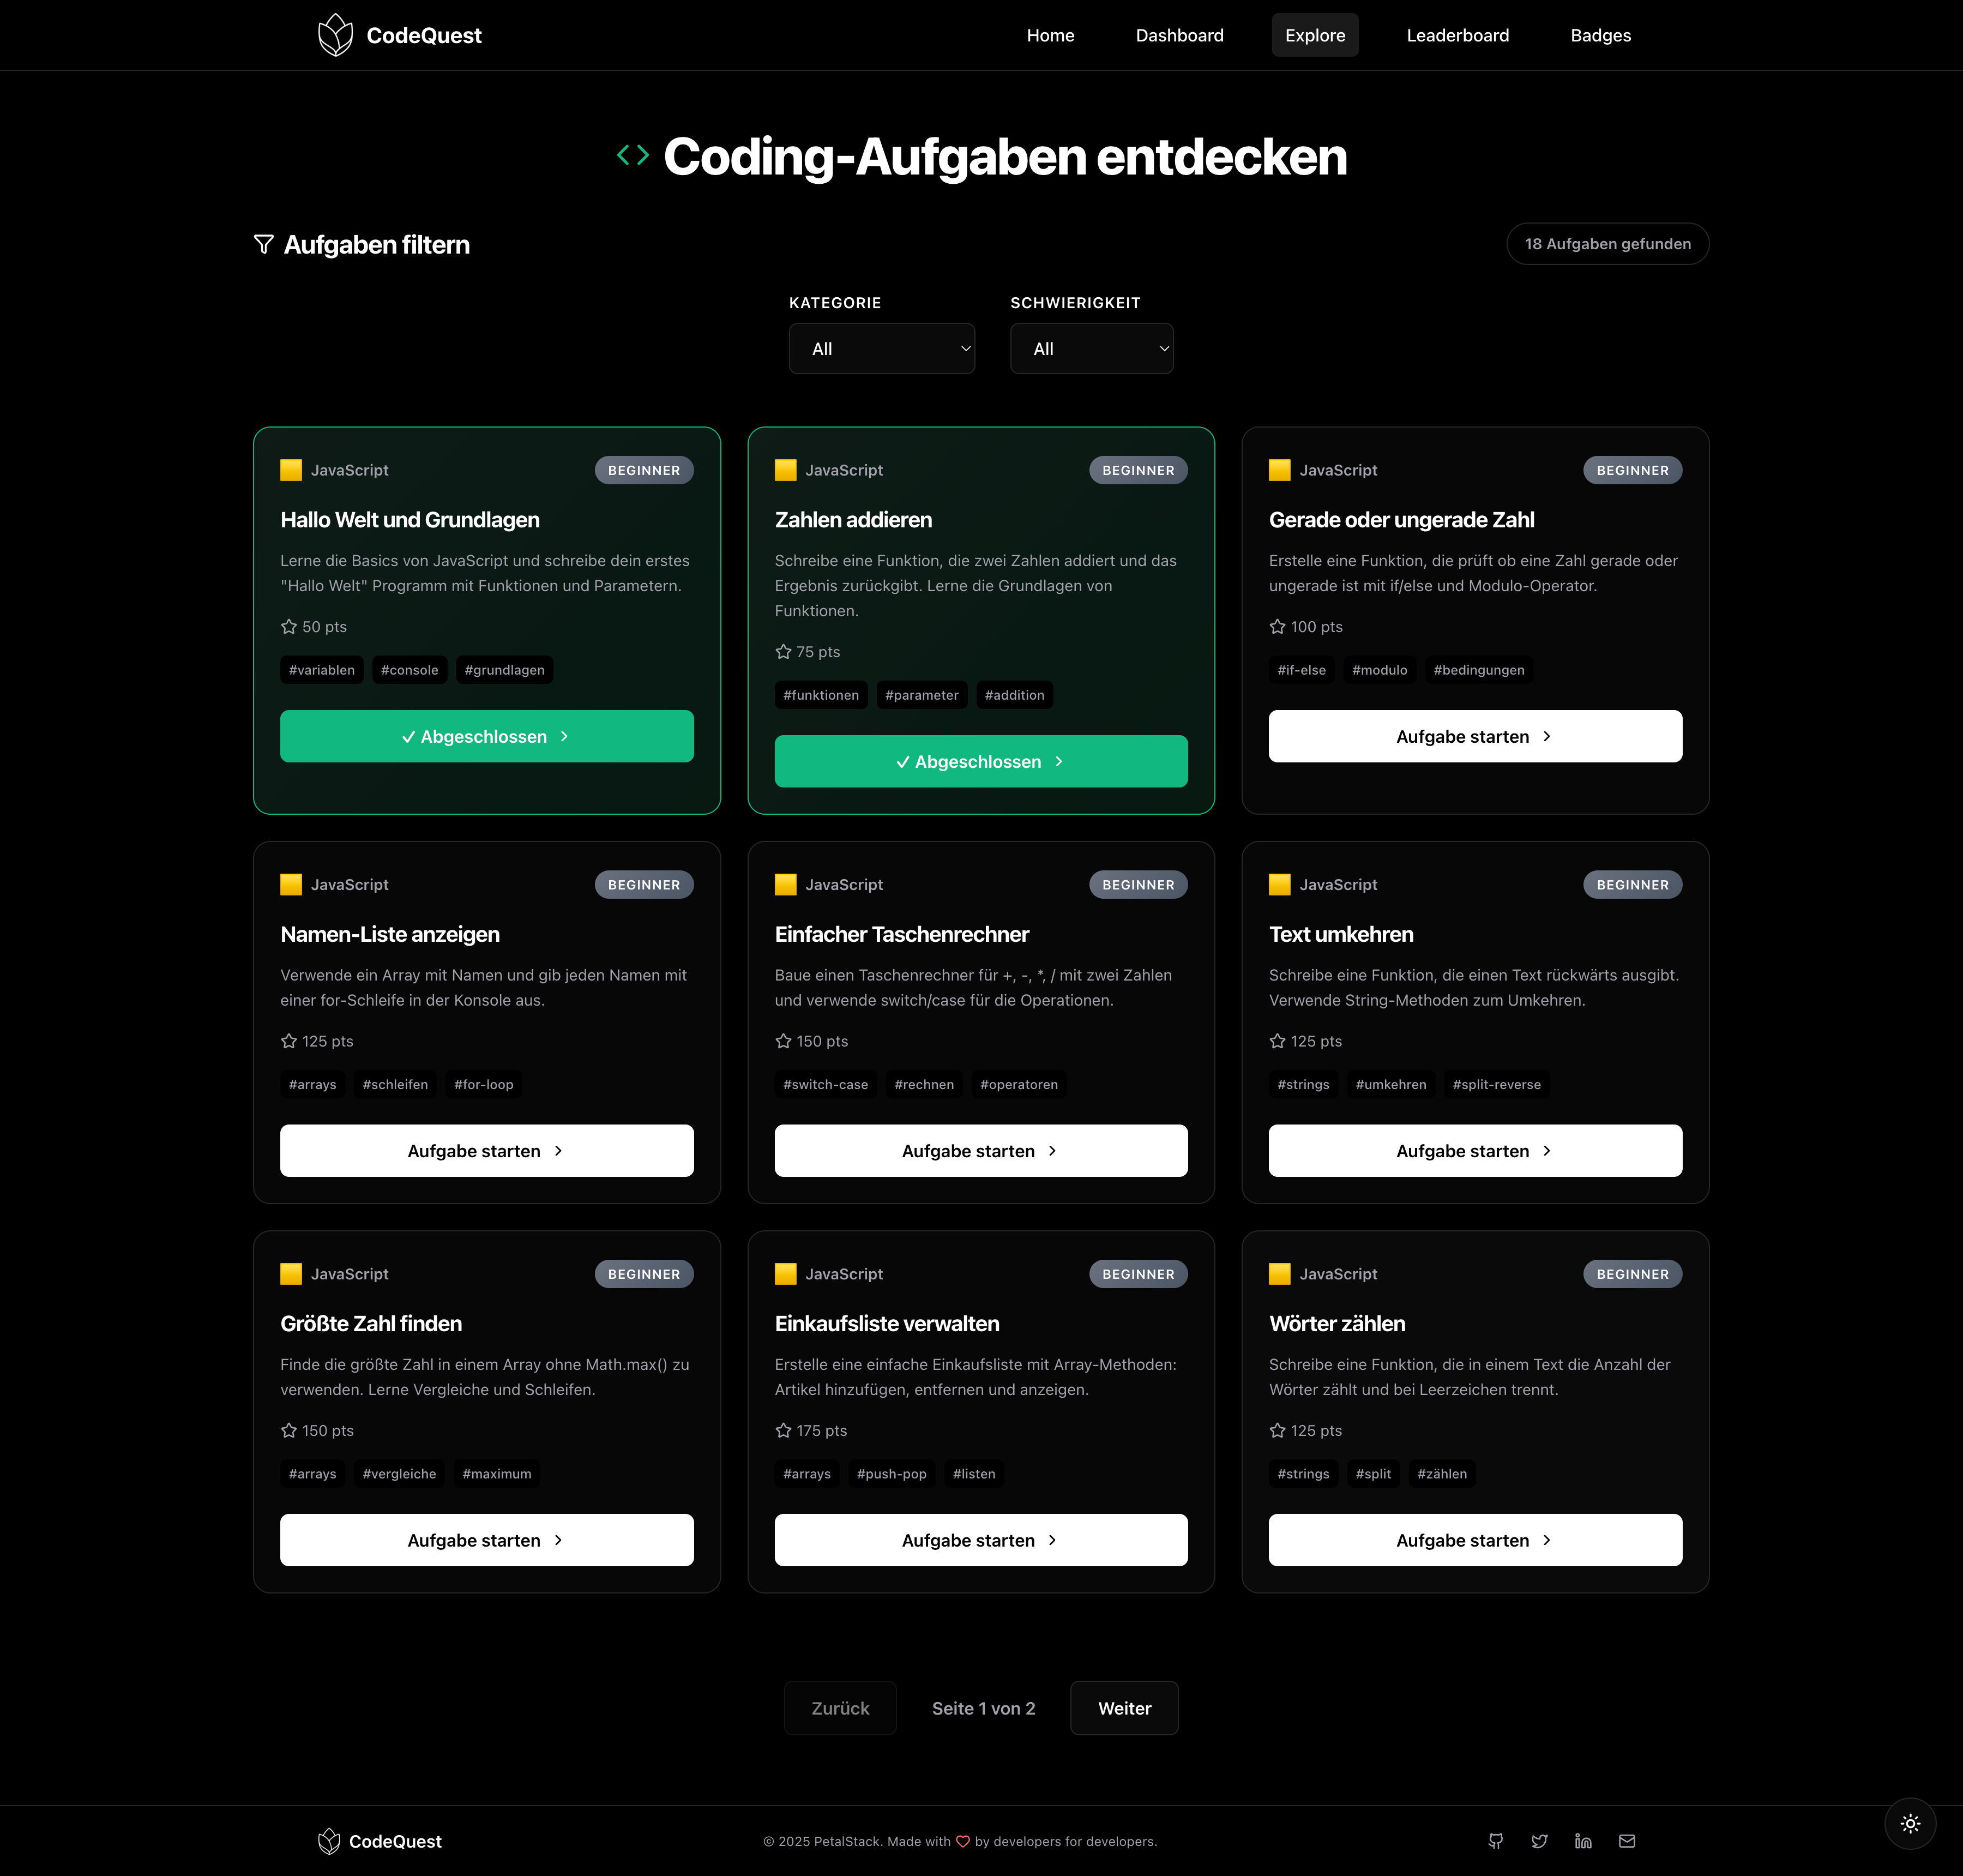 CodeQuest
Home
Dashboard
Explore
Leaderboard
Badges
Coding-Aufgaben entdecken
Aufgaben filtern
18 Aufgaben gefunden
KATEGORIE
SCHWIERIGKEIT
All
All
JavaScript
BEGINNER
Hallo Welt und Grundlagen
Lerne die Basics von JavaScript und schreibe dein erstes
"Hallo Welt" Programm mit Funktionen und Parametern.
50 pts
#variablen #console #grundlagen
✓ Abgeschlossen
JavaScript
BEGINNER
Zahlen addieren
Schreibe eine Funktion, die zwei Zahlen addiert und das
Ergebnis zurückgibt. Lerne die Grundlagen von
Funktionen.
75 pts
#funktionen #parameter #addition
✓ Abgeschlossen
JavaScript
BEGINNER
Gerade oder ungerade Zahl
Erstelle eine Funktion, die prüft ob eine Zahl gerade oder
ungerade ist mit if/else und Modulo-Operator.
100 pts
#if-else #modulo #bedingungen
Aufgabe starten
JavaScript
BEGINNER
Namen-Liste anzeigen
Verwende ein Array mit Namen und gib jeden Namen mit
einer for-Schleife in der Konsole aus.
125 pts
#arrays #schleifen #for-loop
Aufgabe starten
JavaScript
BEGINNER
Einfacher Taschenrechner
Baue einen Taschenrechner für +, -, *, / mit zwei Zahlen
und verwende switch/case für die Operationen.
150 pts
#switch-case #rechnen #operatoren
Aufgabe starten
JavaScript
BEGINNER
Text umkehren
Schreibe eine Funktion, die einen Text rückwärts ausgibt.
Verwende String-Methoden zum Umkehren.
125 pts
#strings #umkehren #split-reverse
Aufgabe starten
JavaScript
BEGINNER
Größte Zahl finden
Finde die größte Zahl in einem Array ohne Math.max() zu
verwenden. Lerne Vergleiche und Schleifen.
150 pts
#arrays #vergleiche #maximum
Aufgabe starten
JavaScript
BEGINNER
Einkaufsliste verwalten
Erstelle eine einfache Einkaufsliste mit Array-Methoden:
Artikel hinzufügen, entfernen und anzeigen.
175 pts
#arrays #push-pop #listen
Aufgabe starten
JavaScript
BEGINNER
Wörter zählen
Schreibe eine Funktion, die in einem Text die Anzahl der
Wörter zählt und bei Leerzeichen trennt.
125 pts
#strings #split #zählen
Aufgabe starten
Zurück
Seite 1 von 2
Weiter
CodeQuest
© 2025 PetalStack. Made with ♡ by developers for developers.